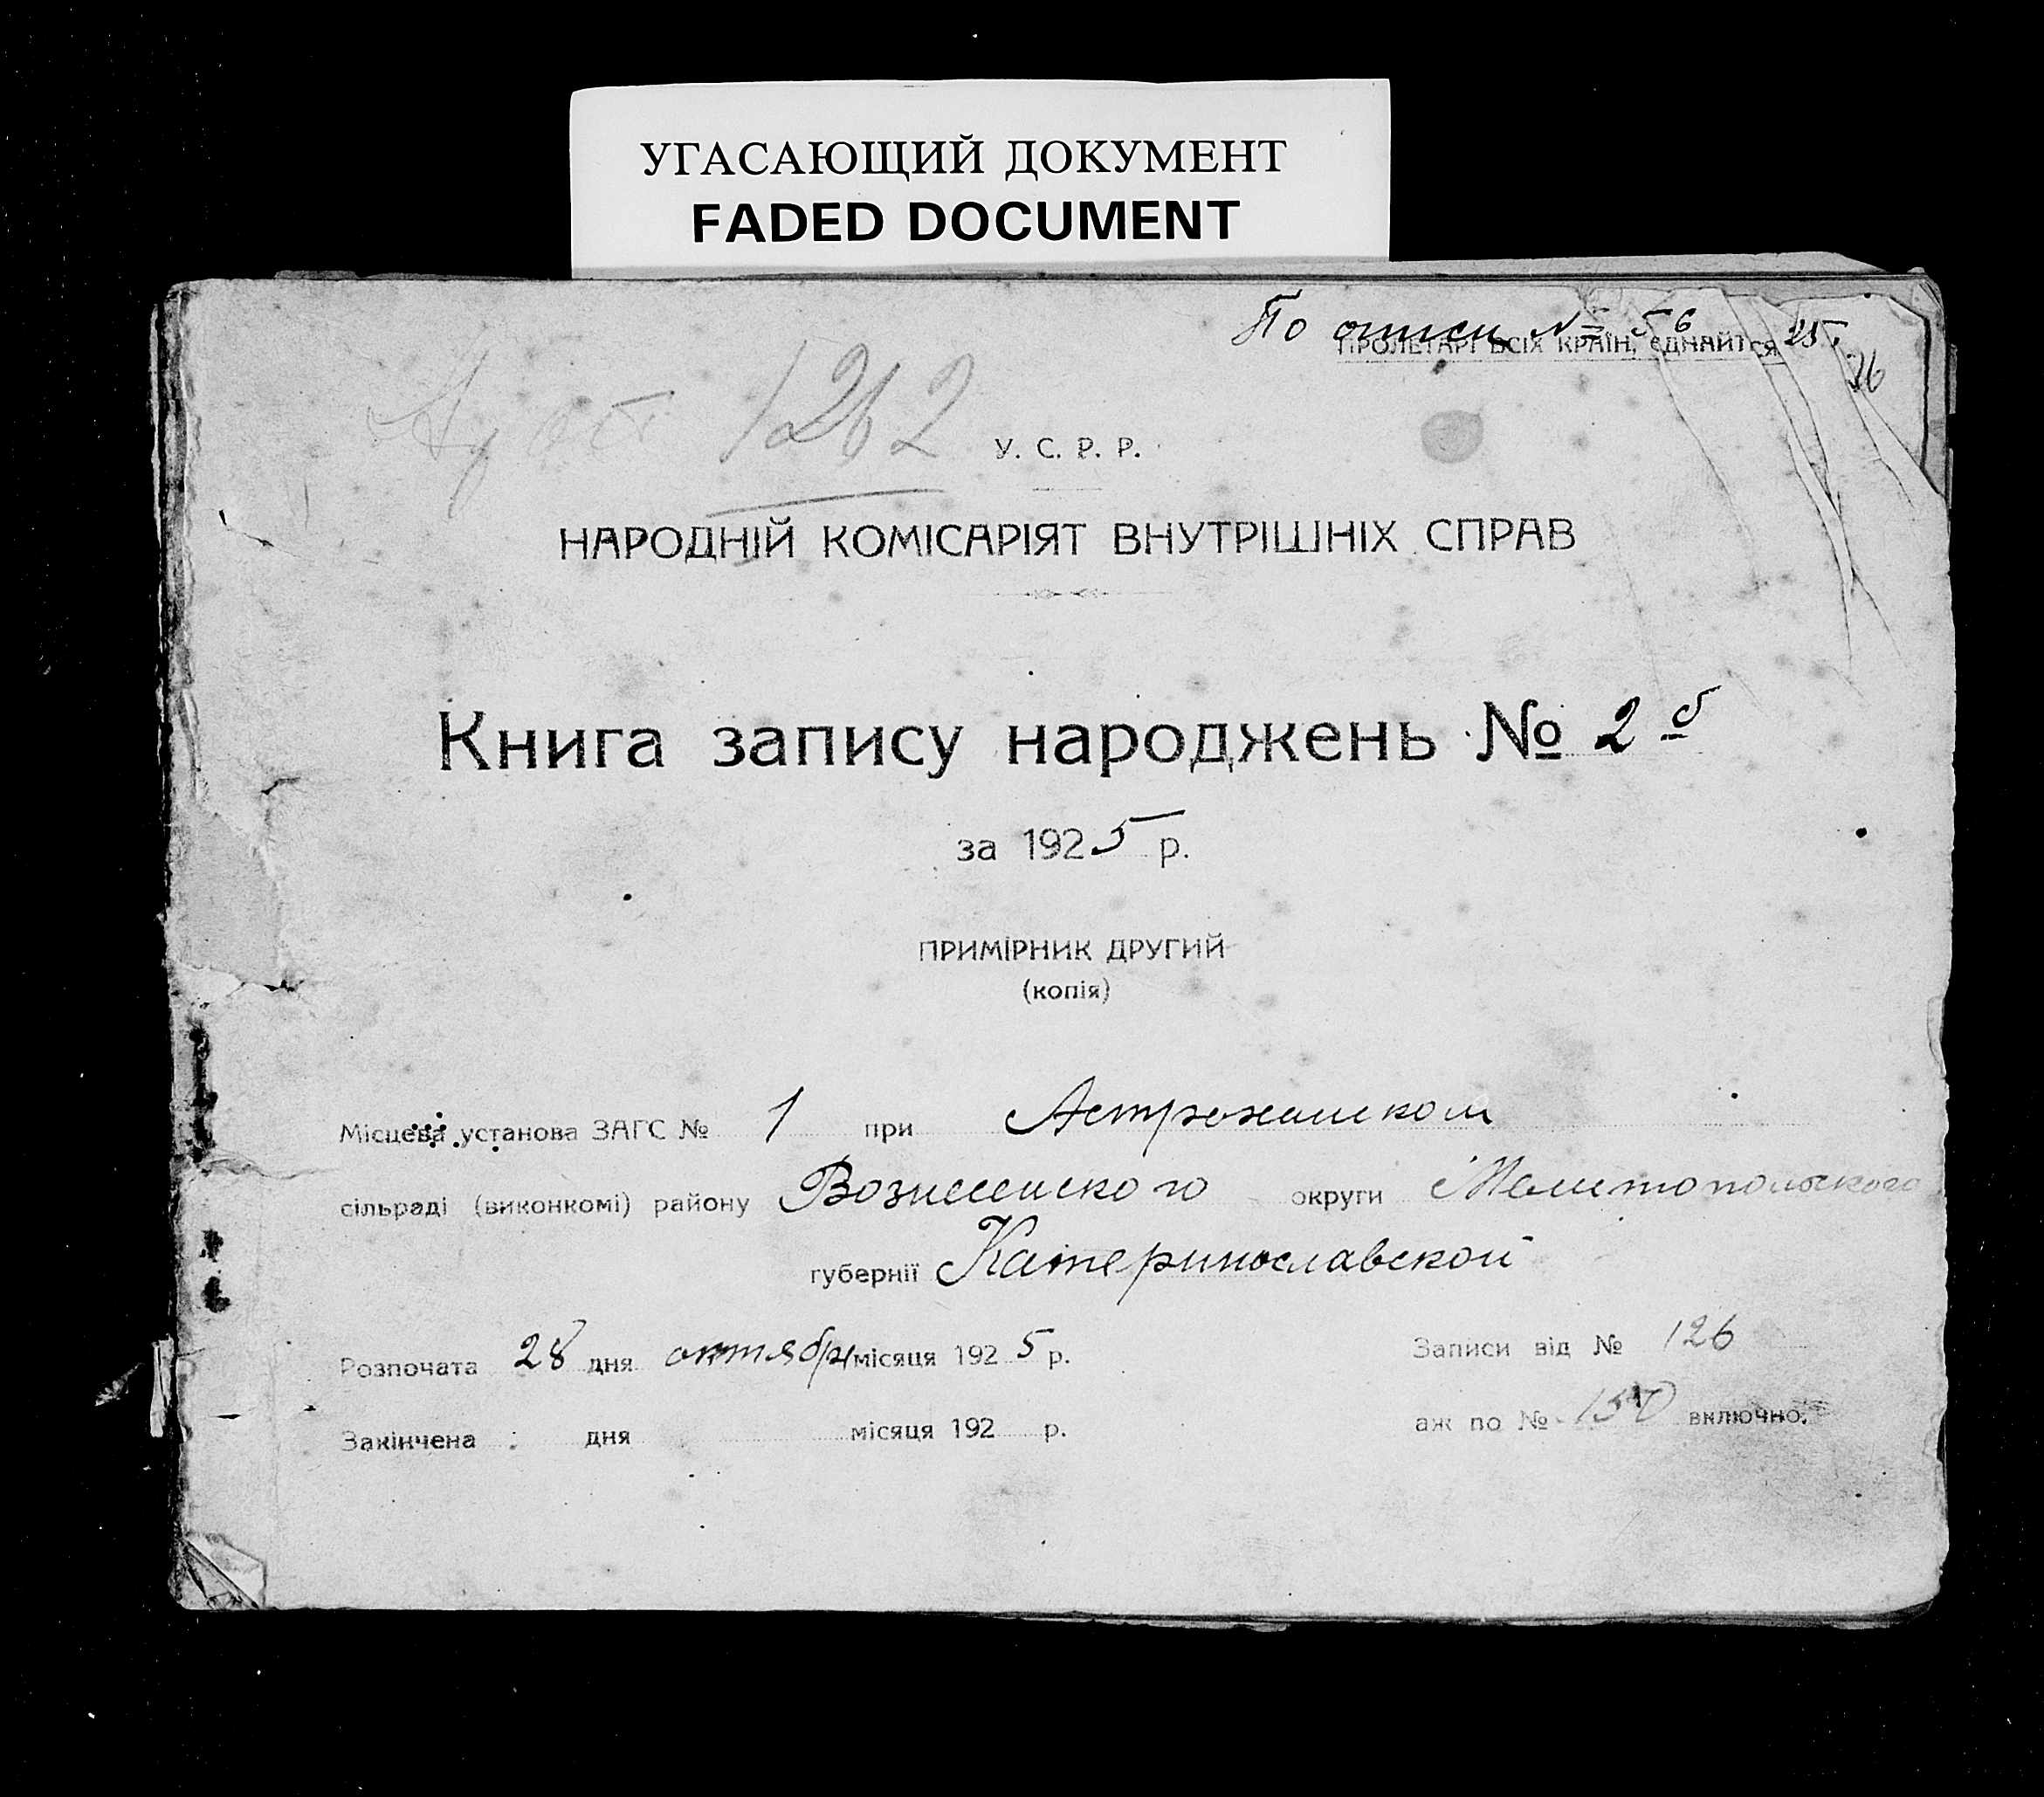 УГАСАЮЩИЙ ДОКУМЕНТ
FADED DOCUMENT
По описи № 56
ПРОЛЕТАРІ ВСІХ КРАЇН, ЄДНАЙТЕСЯ
1262
У. С. Р. Р.
НАРОДНІЙ КОМІСАРІЯТ ВНУТРІШНІХ СПРАВ
Книга запису народжень № 2
за 1925 р.
ПРИМІРНИК ДРУГИЙ
(копія)
Місцева установа ЗАГС № 1 при
сільраді (виконкомі) району Вознесенского округи Мелитопольского
губернії Катеринославской
Розпочата 28 дня октября місяця 1925 р.
Записи від № 126
Закінчена дня місяця 192 р.
аж по № 150 включно.